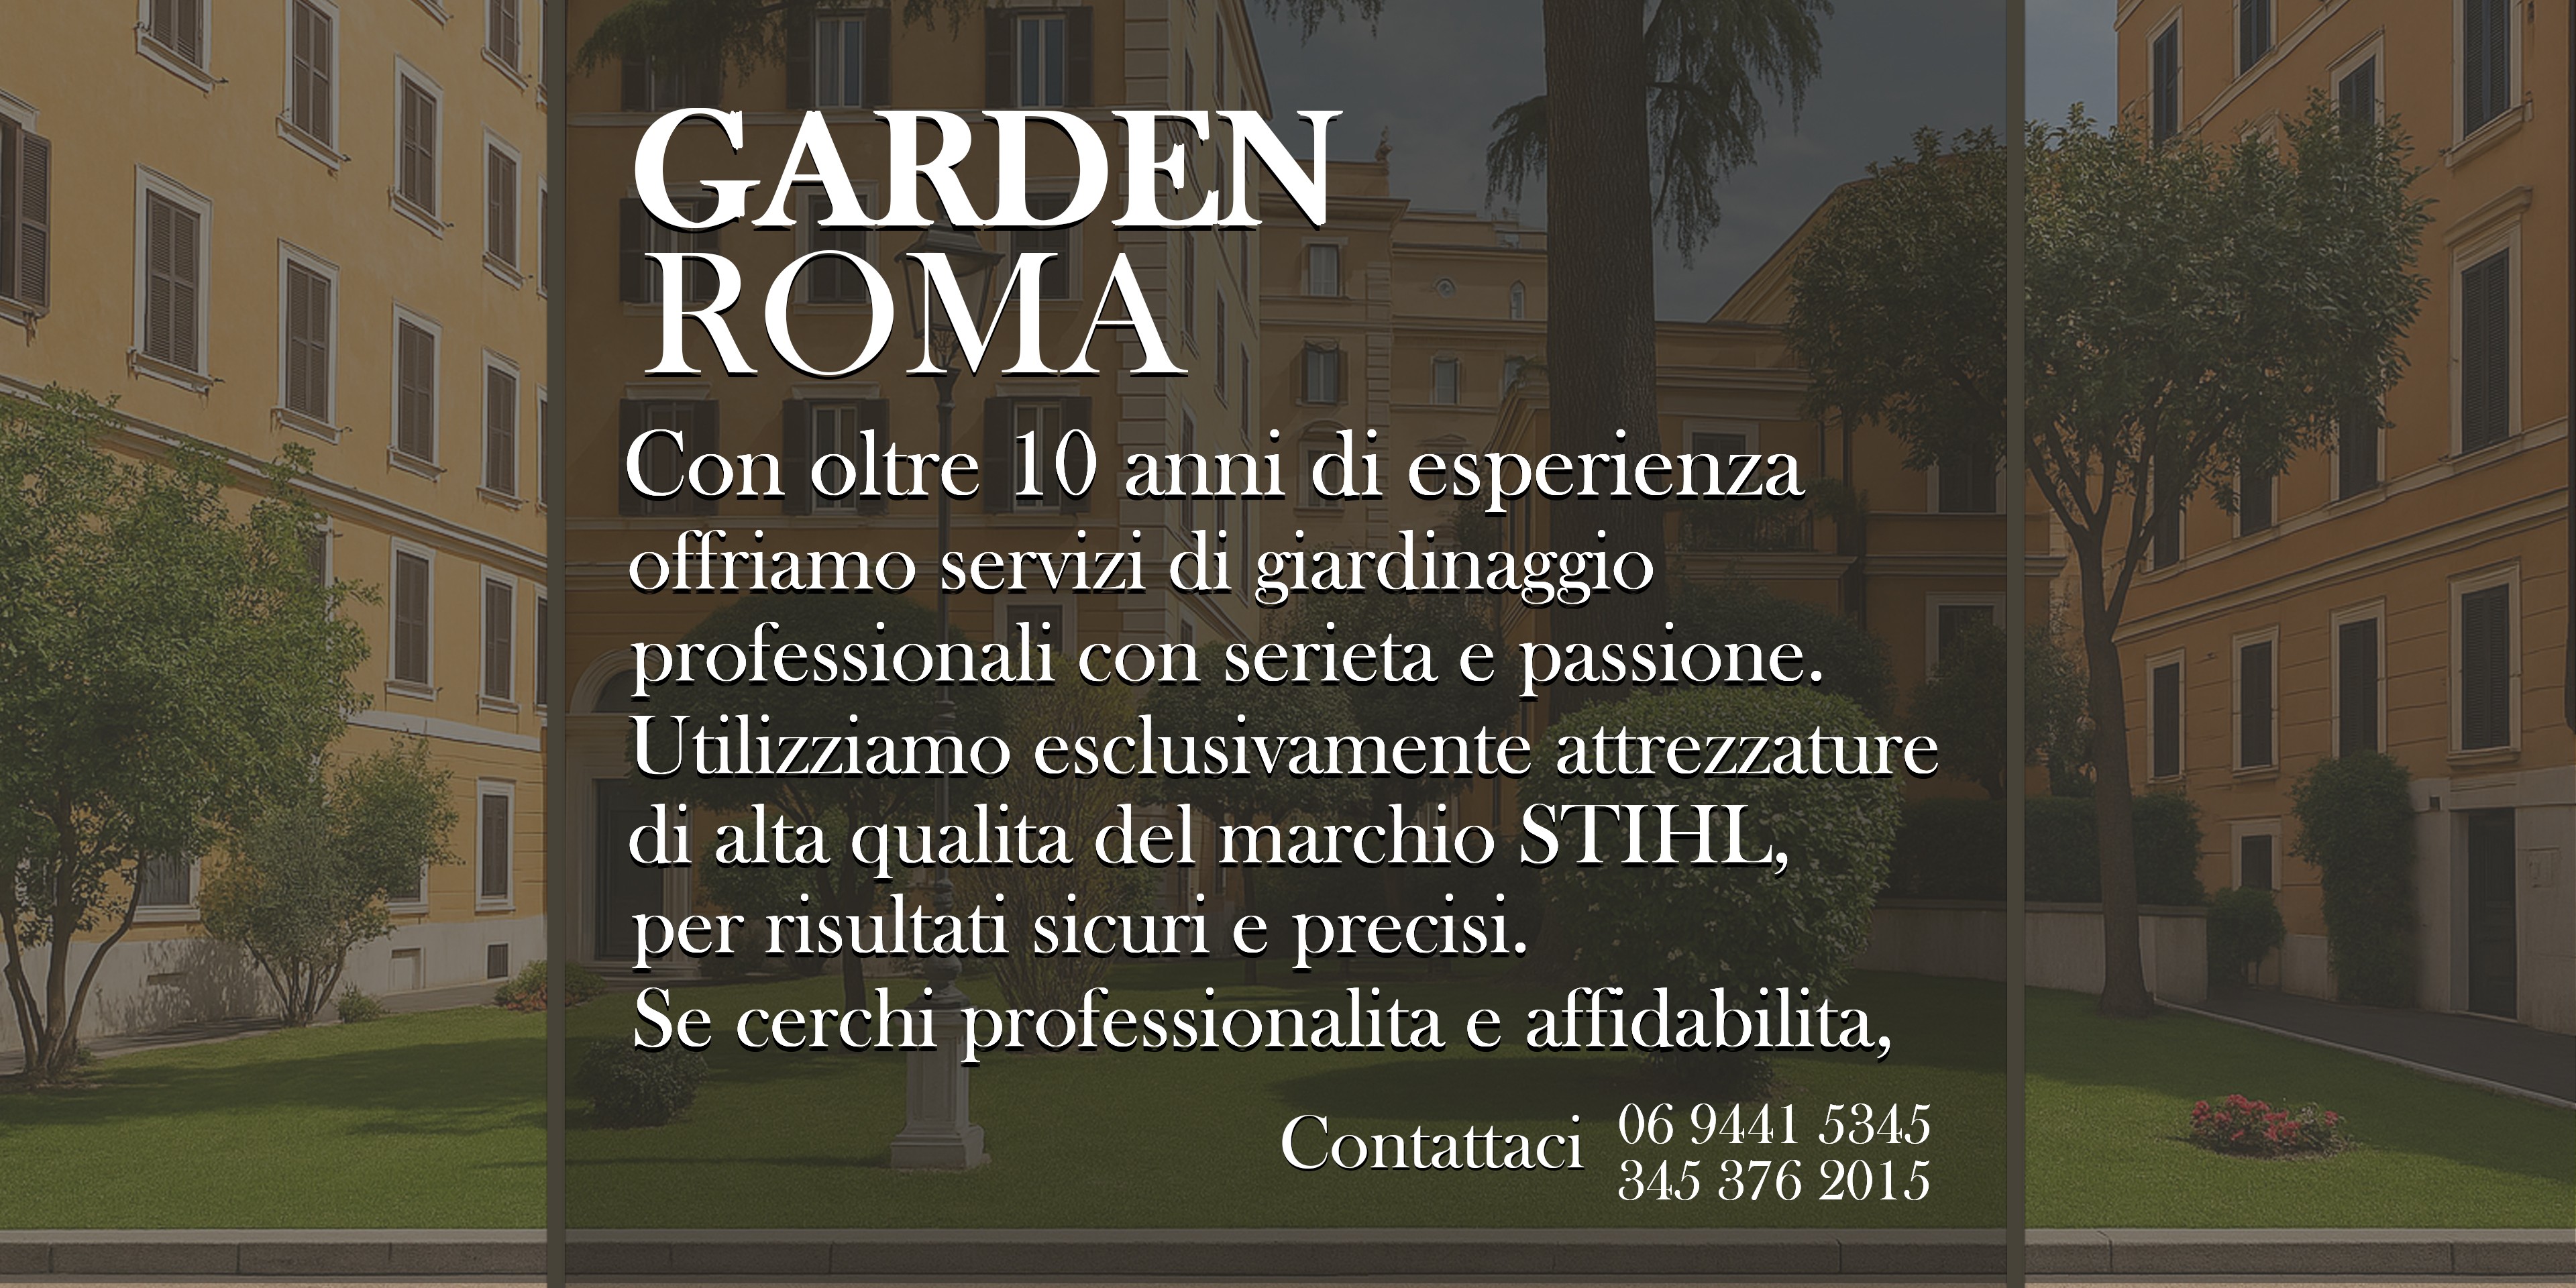 GARDEN
ROMA
Con oltre 10 anni di esperienza
offriamo servizi di giardinaggio
professionali con serieta e passione.
Utilizziamo esclusivamente attrezzature
di alta qualita del marchio STIHL,
per risultati sicuri e precisi.
Se cerchi professionalita e affidabilita,
Contattaci 06 9441 5345
345 376 2015